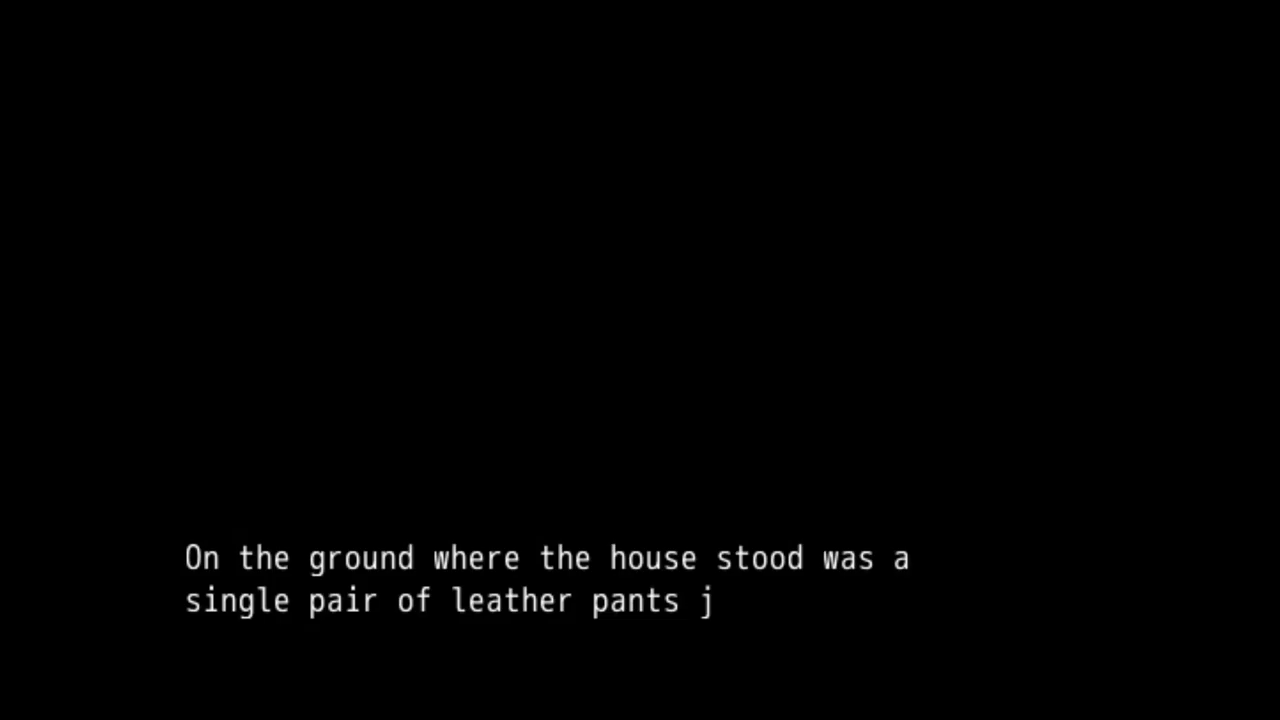 On the ground where the house stood was a
single pair of leather pants j